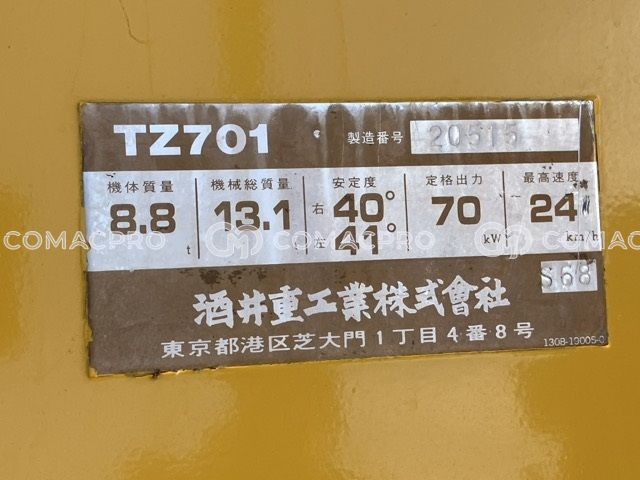 TZ701 製造番号 20515
機体質量 機械総質量 安定度 定格出力 最高速度
8.8 t 13.1 右 40° 70 kW 24 km/h
左 41°
S68
酒井重工業株式會社
東京都港区芝大門1丁目4番8号
1308-19005-0
COMACPRO COMACPRO COMAC